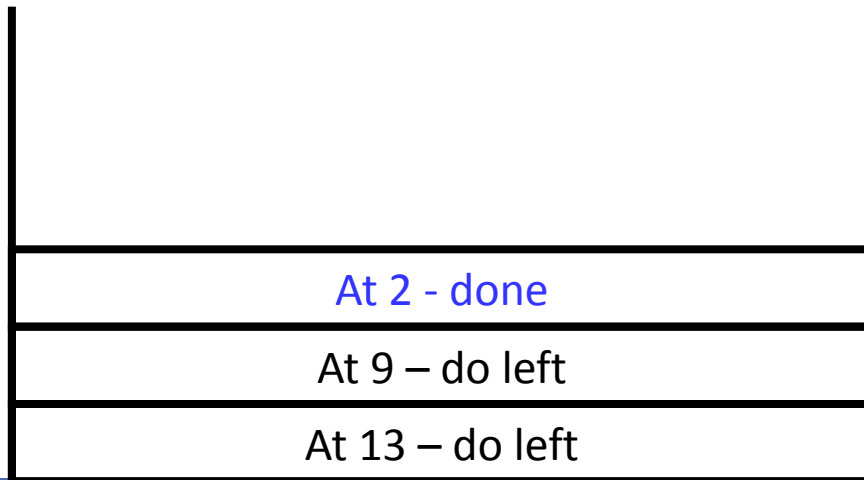 At 2 - done
At 9 – do left
At 13 – do left